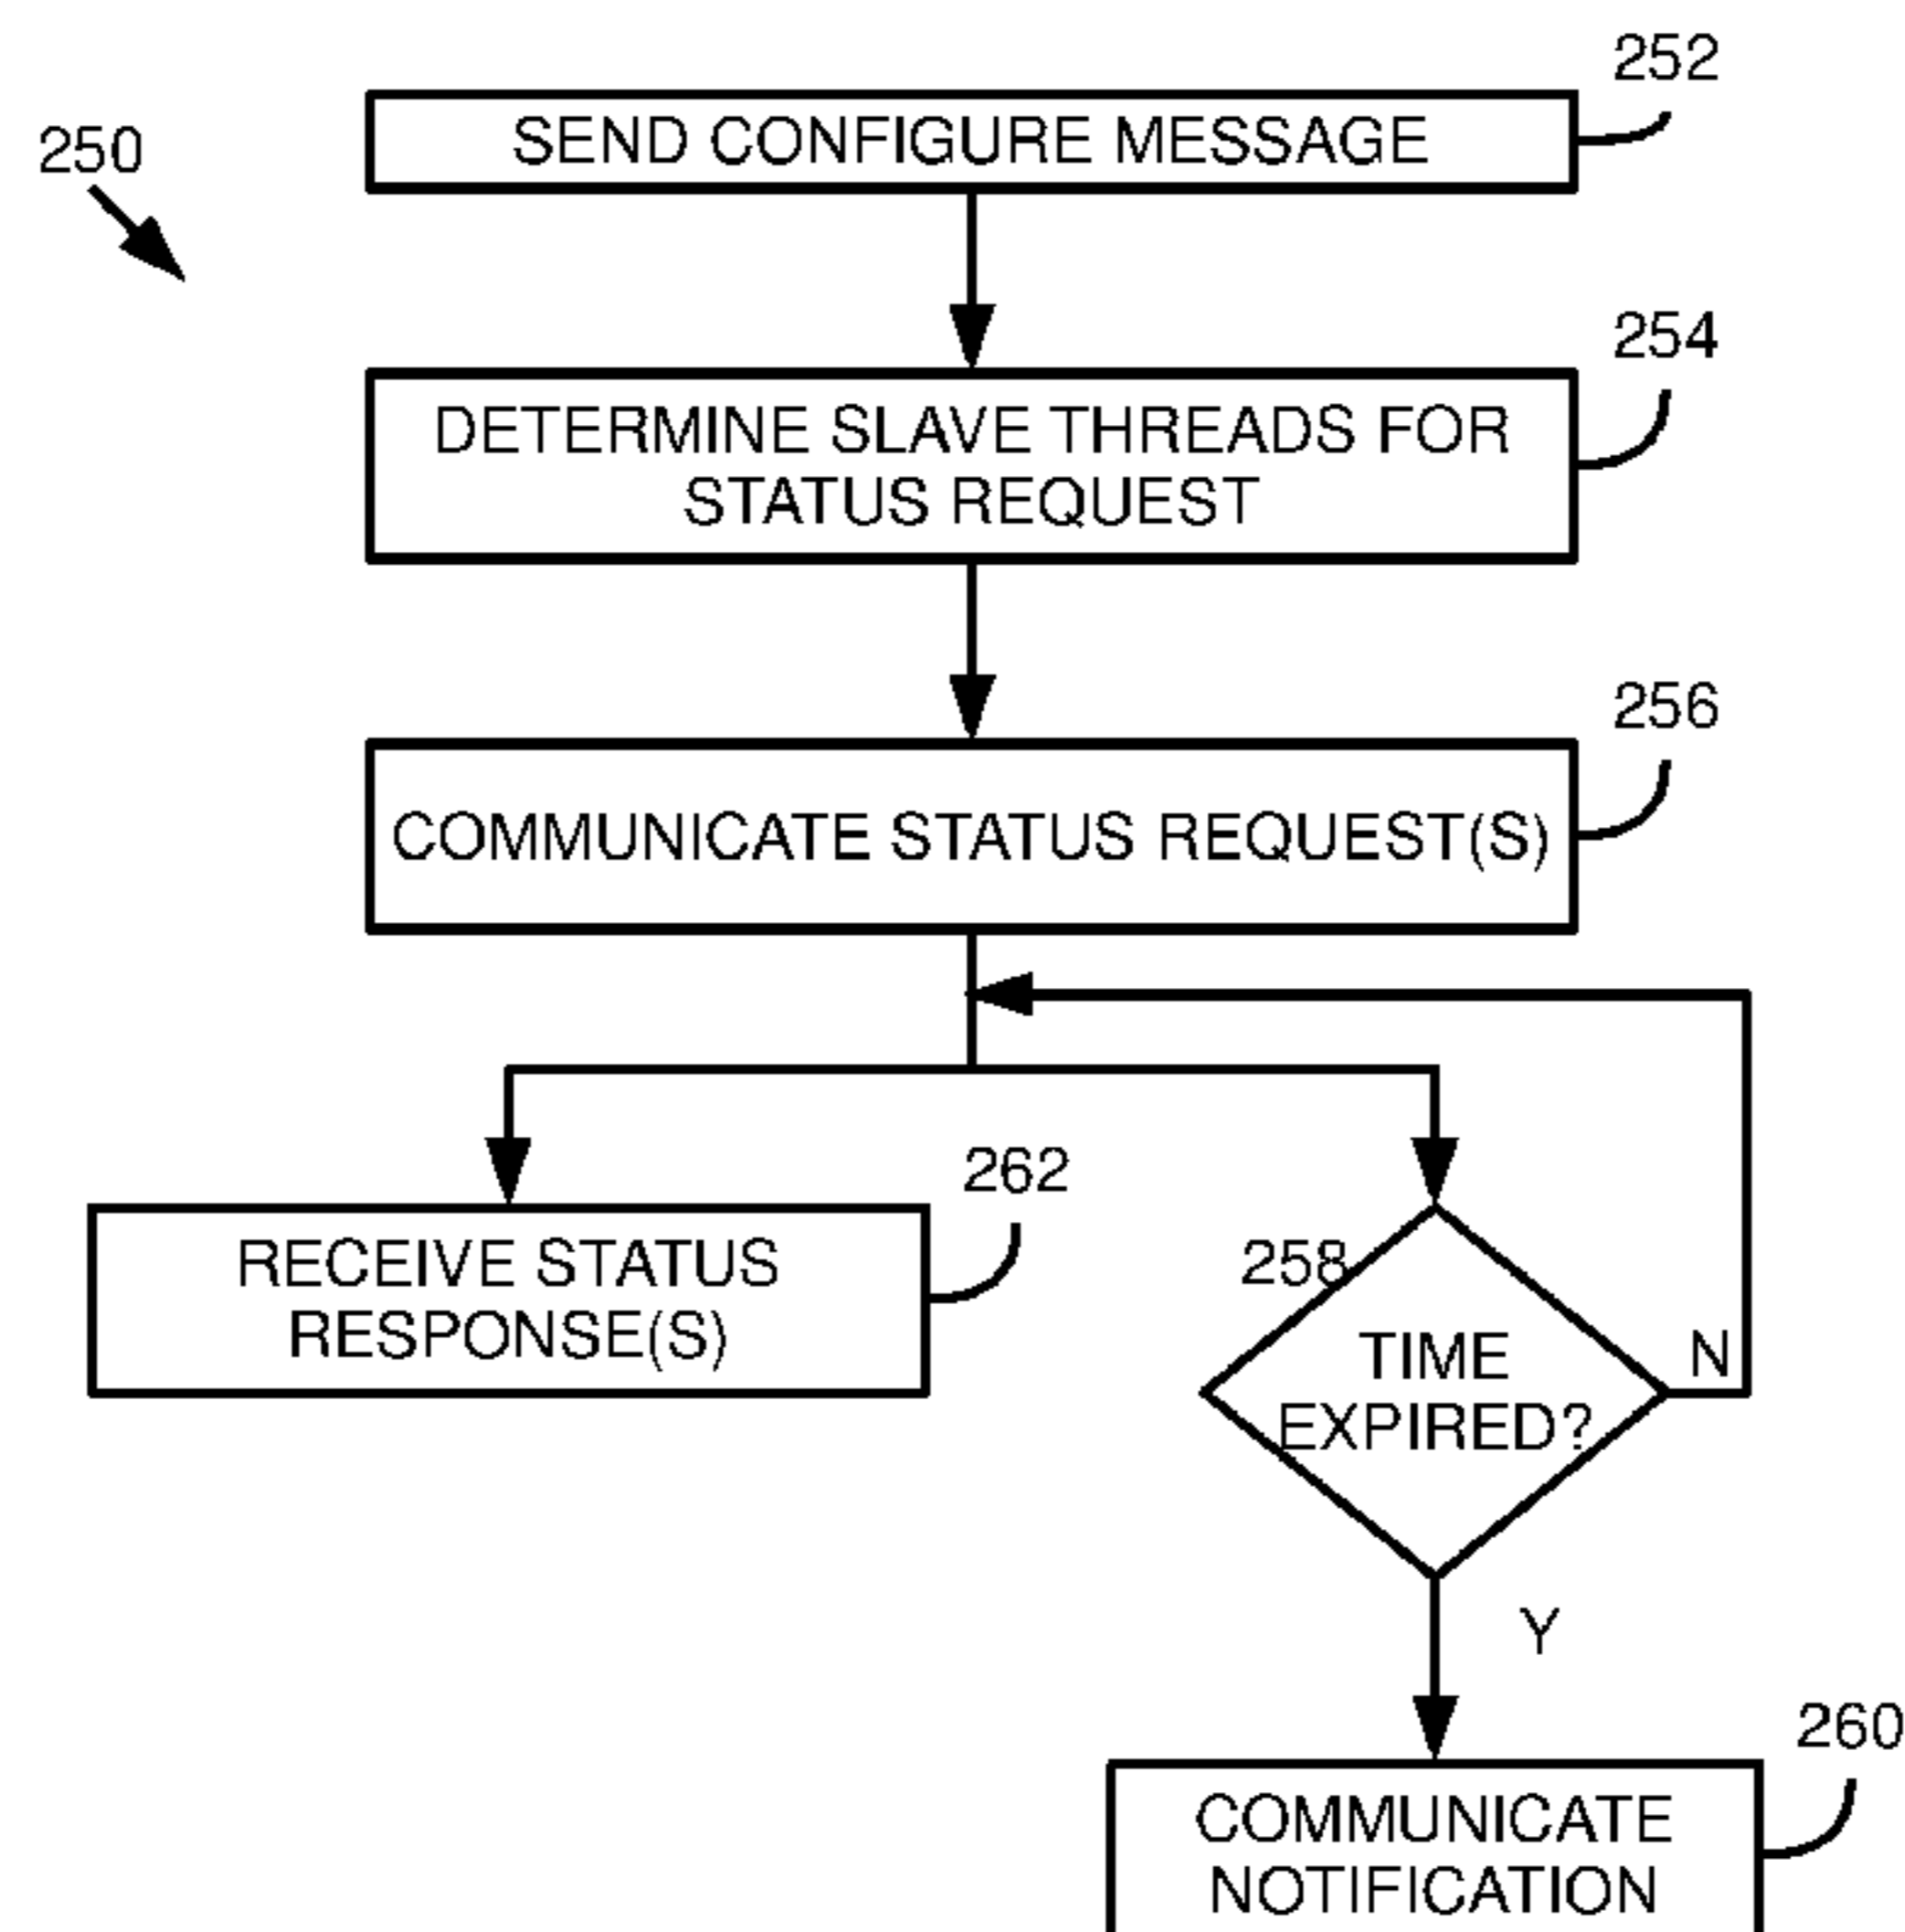 252
SEND CONFIGURE MESSAGE
250
254
DETERMINE SLAVE THREADS FOR
STATUS REQUEST
256
COMMUNICATE STATUS REQUEST(S)
262
RECEIVE STATUS
RESPONSE(S)
258
TIME
EXPIRED?
N
Y
260
COMMUNICATE
NOTIFICATION